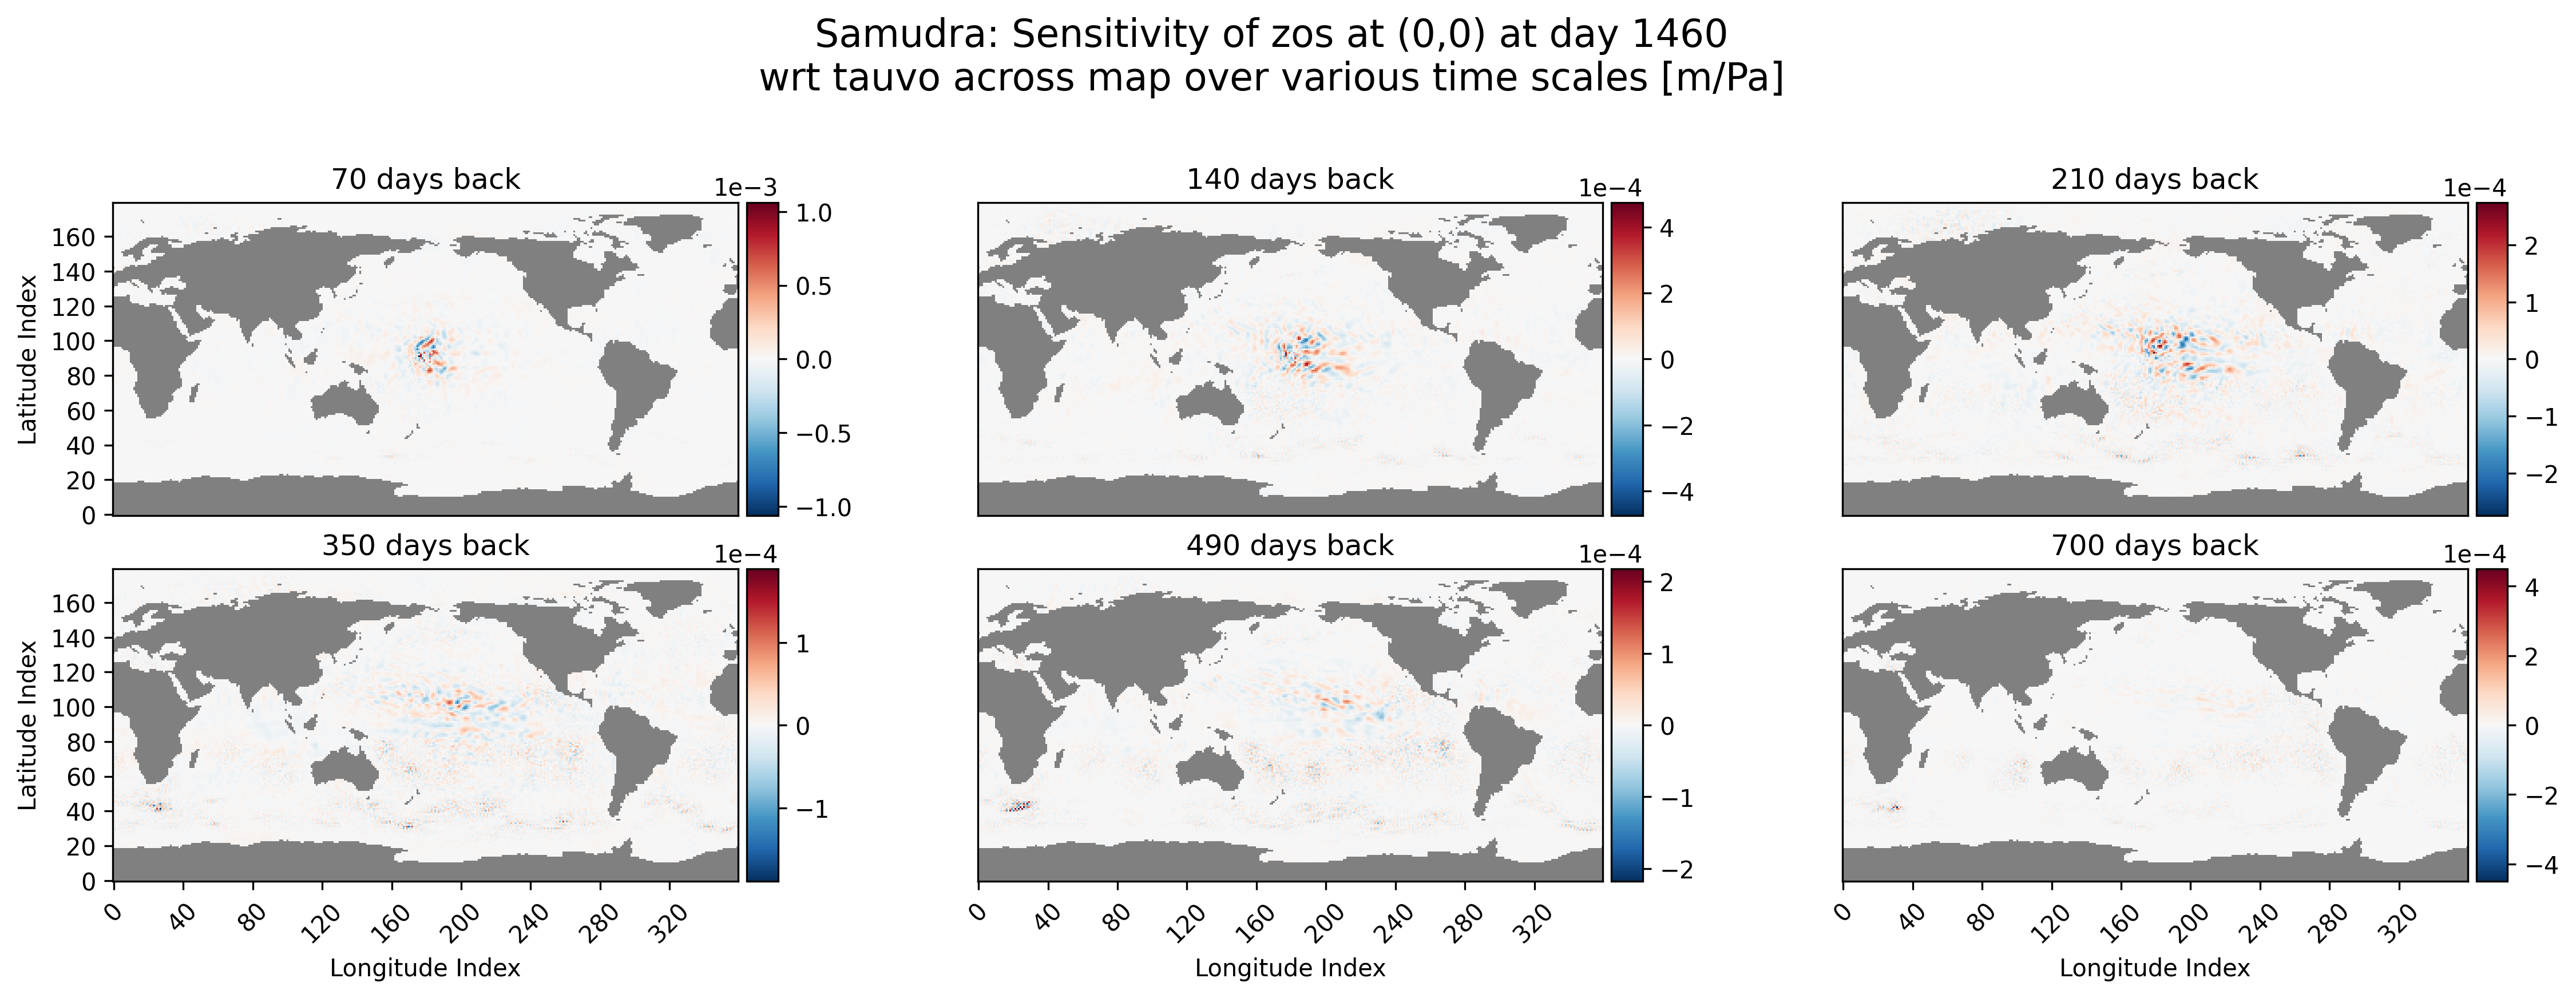 Samudra: Sensitivity of zos at (0,0) at day 1460
wrt tauvo across map over various time scales [m/Pa]
70 days back
1e−3
140 days back
1e−4
210 days back
1e−4
Latitude Index
160
140
120
100
80
60
40
20
0
1.0
0.5
0.0
−0.5
−1.0
4
2
0
−2
−4
2
1
0
−1
−2
350 days back
1e−4
490 days back
1e−4
700 days back
1e−4
Latitude Index
160
140
120
100
80
60
40
20
0
1
0
−1
2
1
0
−1
−2
4
2
0
−2
−4
0 40 80 120 160 200 240 280 320
0 40 80 120 160 200 240 280 320
0 40 80 120 160 200 240 280 320
Longitude Index
Longitude Index
Longitude Index